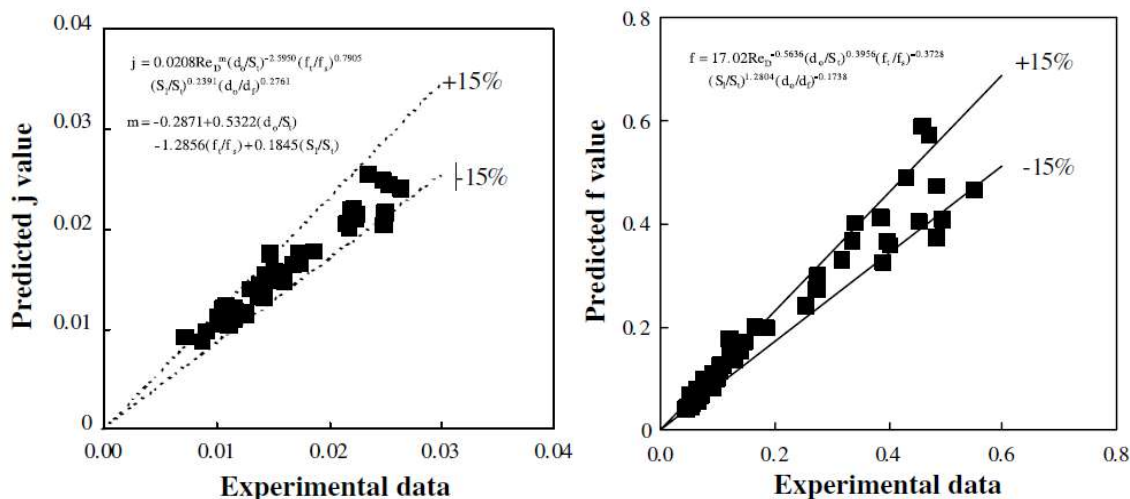 0.04
0.03
0.02
0.01
0
Predicted j value
j = 0.0208Re_D^m(d_o/S_t)^-2.5950(f_t/f_s)^0.7905
(S_l/S_t)^0.2391(d_o/d_f)^0.2761
m = -0.2871+0.5322(d_o/S_t)
-1.2856(f_t/f_s)+0.1845(S_l/S_t)
+15%
-15%
0.00 0.01 0.02 0.03 0.04
Experimental data
0.8
0.6
0.4
0.2
0
Predicted f value
f = 17.02Re_D^-0.5636(d_o/S_t)^0.3956(f_t/f_s)^-0.3728
(S_l/S_t)^1.2804(d_o/d_f)^-0.1738
+15%
-15%
0.0 0.2 0.4 0.6 0.8
Experimental data